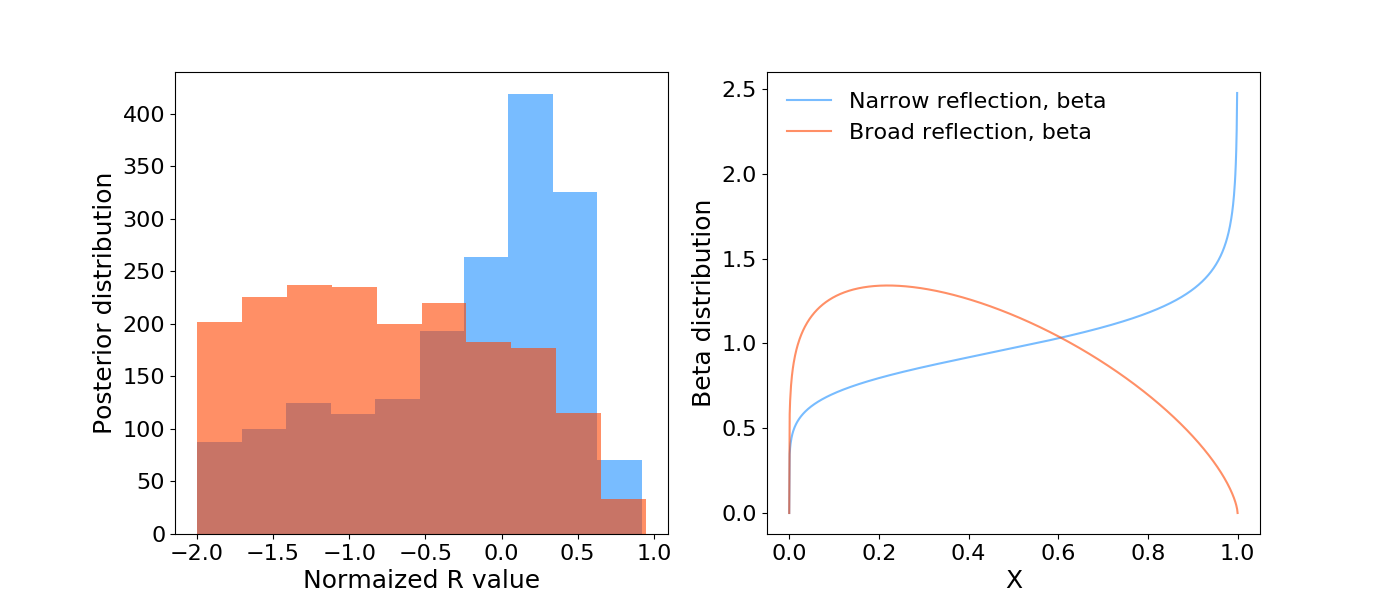 Posterior distribution
400
350
300
250
200
150
100
50
0
−2.0 −1.5 −1.0 −0.5 0.0 0.5 1.0
Normaized R value
Beta distribution
2.5
2.0
1.5
1.0
0.5
0.0
Narrow reflection, beta
Broad reflection, beta
0.0 0.2 0.4 0.6 0.8 1.0
X